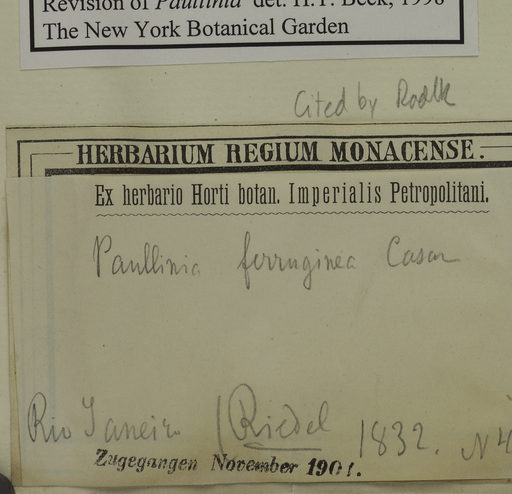 Revision of Paullinia det. H.T. Beck, 1998
The New York Botanical Garden
Cited by Radlk
HERBARIUM REGIUM MONACENSE.
Ex herbario Horti botan. Imperialis Petropolitani.
Paullinia ferruginea Casar
Rio Janeiro (Riedel 1832. N
Zugegangen November 1901.